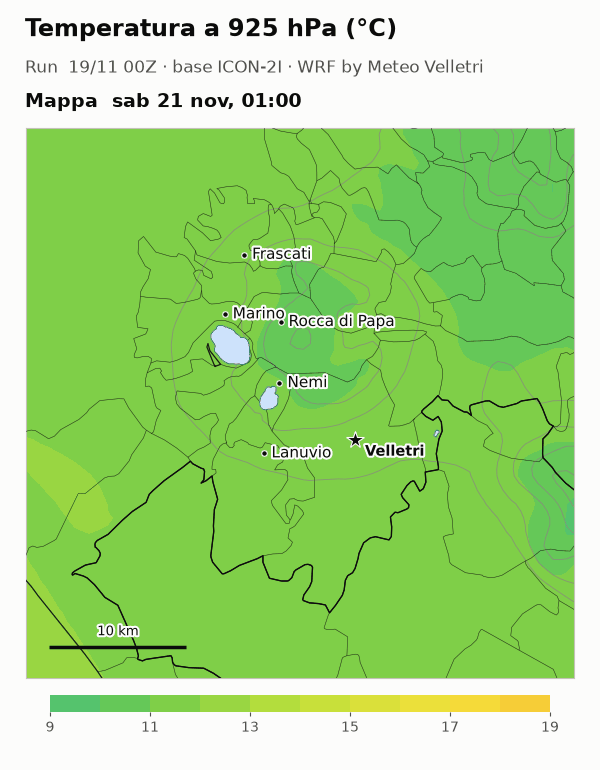 Temperatura a 925 hPa (°C)
Run  19/11 00Z · base ICON-2I · WRF by Meteo Velletri
Mappa  sab 21 nov, 01:00
Frascati
Marino
Rocca di Papa
Nemi
Lanuvio
Velletri
10 km
9 11 13 15 17 19